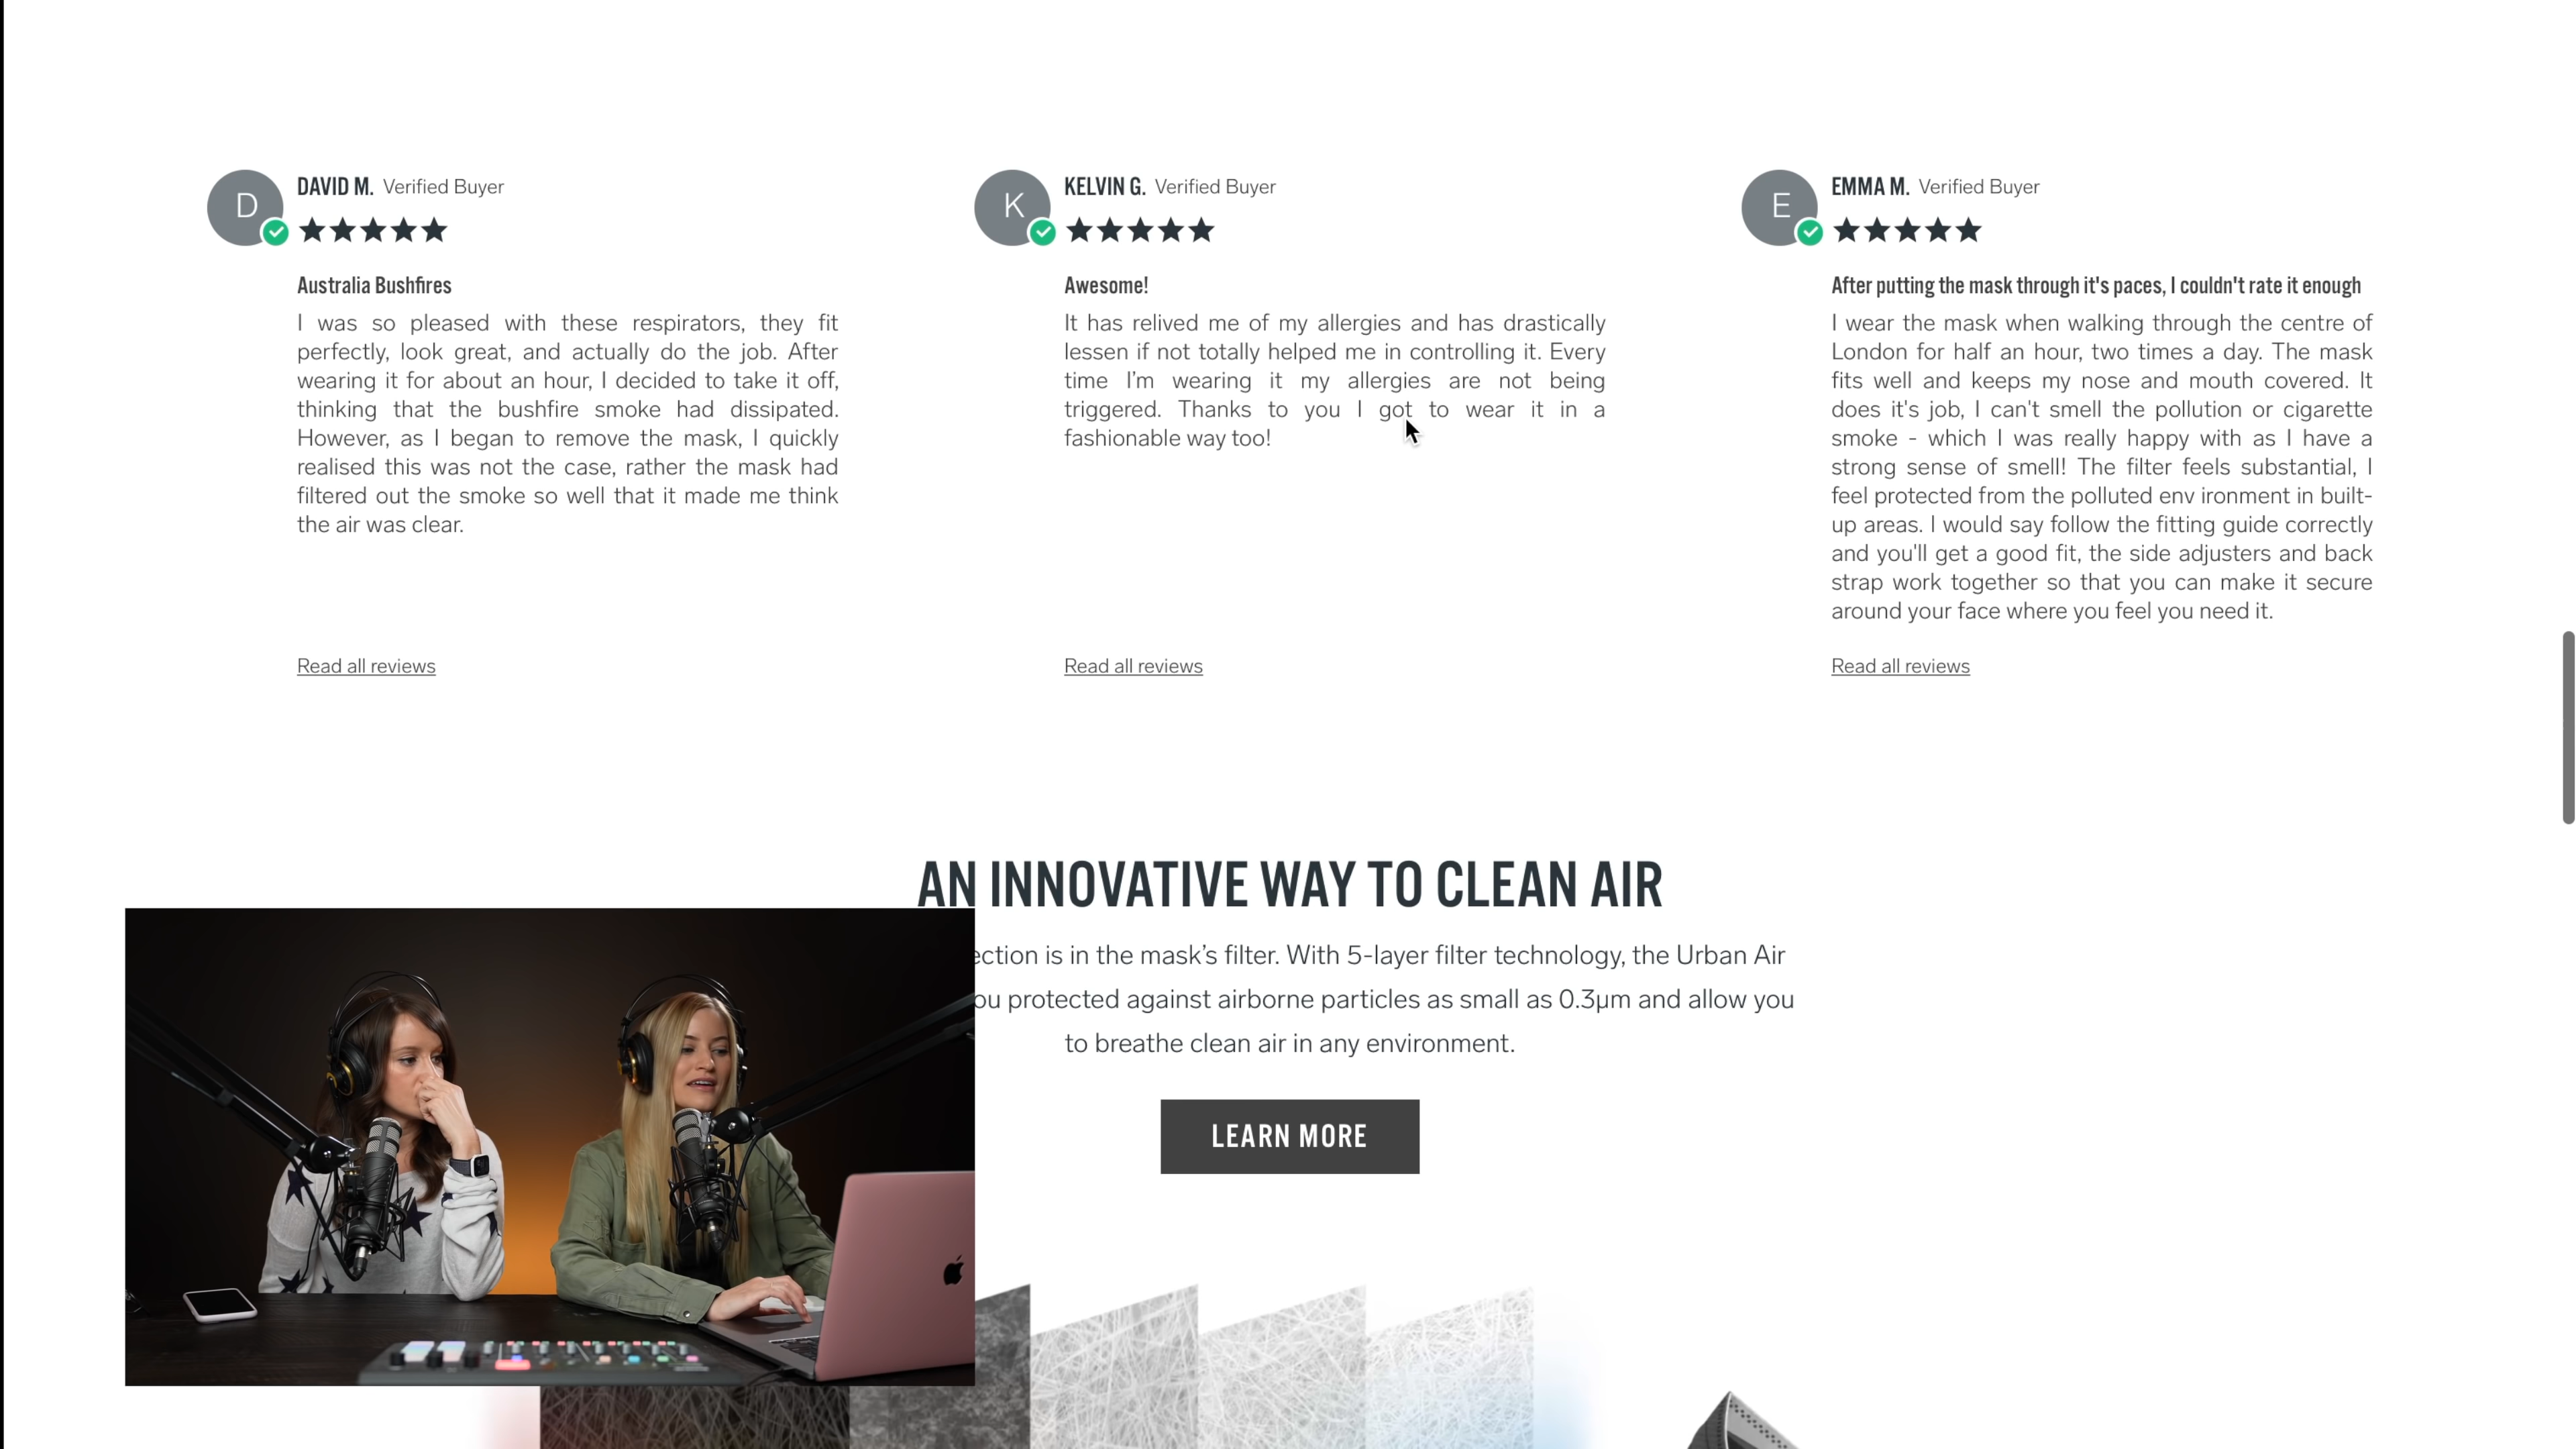 D
DAVID M. Verified Buyer
Australia Bushfires
I was so pleased with these respirators, they fit
perfectly, look great, and actually do the job. After
wearing it for about an hour, I decided to take it off,
thinking that the bushfire smoke had dissipated.
However, as I began to remove the mask, I quickly
realised this was not the case, rather the mask had
filtered out the smoke so well that it made me think
the air was clear.
Read all reviews
K
KELVIN G. Verified Buyer
Awesome!
It has relived me of my allergies and has drastically
lessen if not totally helped me in controlling it. Every
time I’m wearing it my allergies are not being
triggered. Thanks to you I got to wear it in a
fashionable way too!
Read all reviews
E
EMMA M. Verified Buyer
After putting the mask through it's paces, I couldn't rate it enough
I wear the mask when walking through the centre of
London for half an hour, two times a day. The mask
fits well and keeps my nose and mouth covered. It
does it's job, I can't smell the pollution or cigarette
smoke - which I was really happy with as I have a
strong sense of smell! The filter feels substantial, I
feel protected from the polluted env ironment in built-
up areas. I would say follow the fitting guide correctly
and you'll get a good fit, the side adjusters and back
strap work together so that you can make it secure
around your face where you feel you need it.
Read all reviews
AN INNOVATIVE WAY TO CLEAN AIR
ection is in the mask’s filter. With 5-layer filter technology, the Urban Air
ou protected against airborne particles as small as 0.3µm and allow you
to breathe clean air in any environment.
LEARN MORE